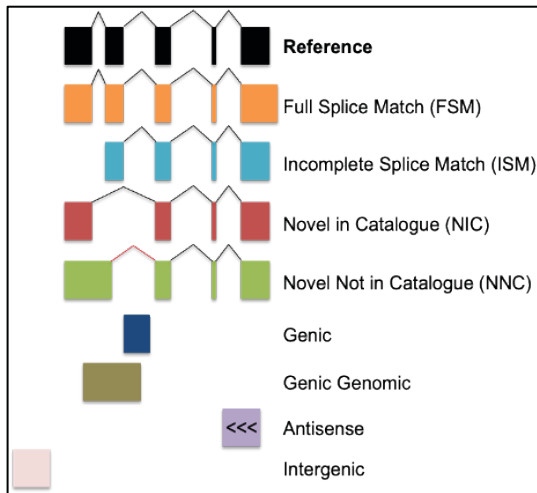 Reference
Full Splice Match (FSM)
Incomplete Splice Match (ISM)
Novel in Catalogue (NIC)
Novel Not in Catalogue (NNC)
Genic
Genic Genomic
<<< Antisense
Intergenic